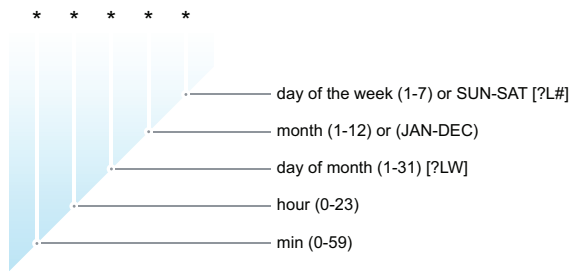 * * * * *
day of the week (1-7) or SUN-SAT [?L#]
month (1-12) or (JAN-DEC)
day of month (1-31) [?LW]
hour (0-23)
min (0-59)